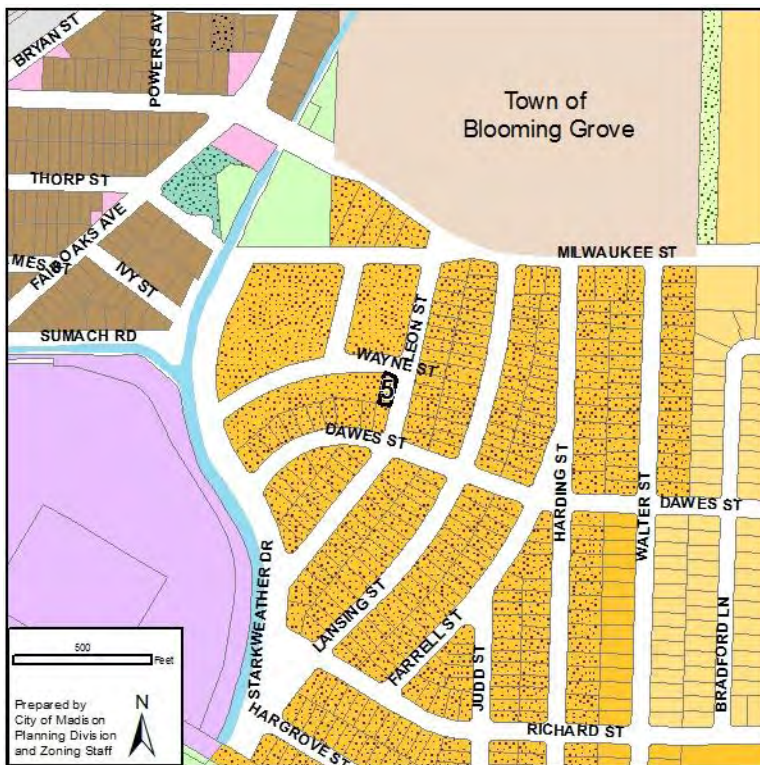 BRYAN ST
POWERS AV
Town of
Blooming Grove
THORP ST
FAIR OAKS AVE
IVY ST
SUMACH RD
MILWAUKEE ST
LEON ST
WAYNE ST
5
DAWES ST
HARDING ST
WALTER ST
DAWES ST
STARKWEATHER DR
LANSING ST
FARRELL ST
JUDD ST
BRADFORD LN
HARGROVE ST
RICHARD ST
500
Feet
Prepared by
City of Madison
Planning Division
and Zoning Staff
N